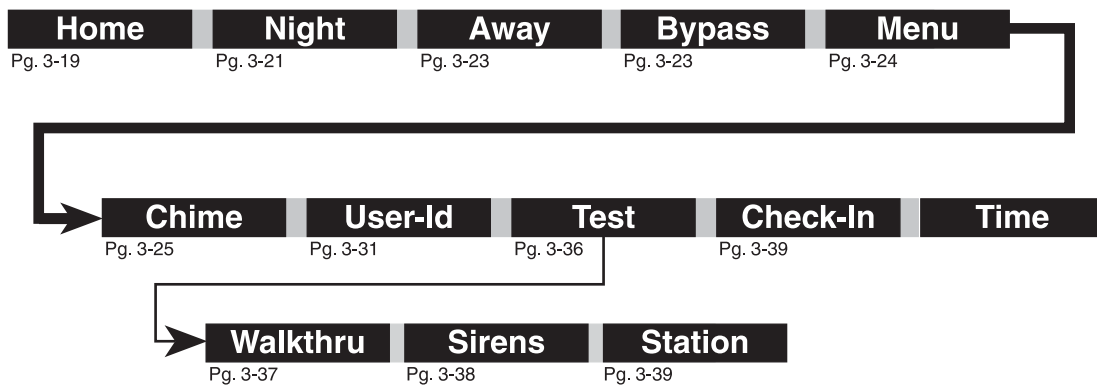 Home Night Away Bypass Menu
Pg. 3-19 Pg. 3-21 Pg. 3-23 Pg. 3-23 Pg. 3-24
Chime User-Id Test Check-In Time
Pg. 3-25 Pg. 3-31 Pg. 3-36 Pg. 3-39
Walkthru Sirens Station
Pg. 3-37 Pg. 3-38 Pg. 3-39